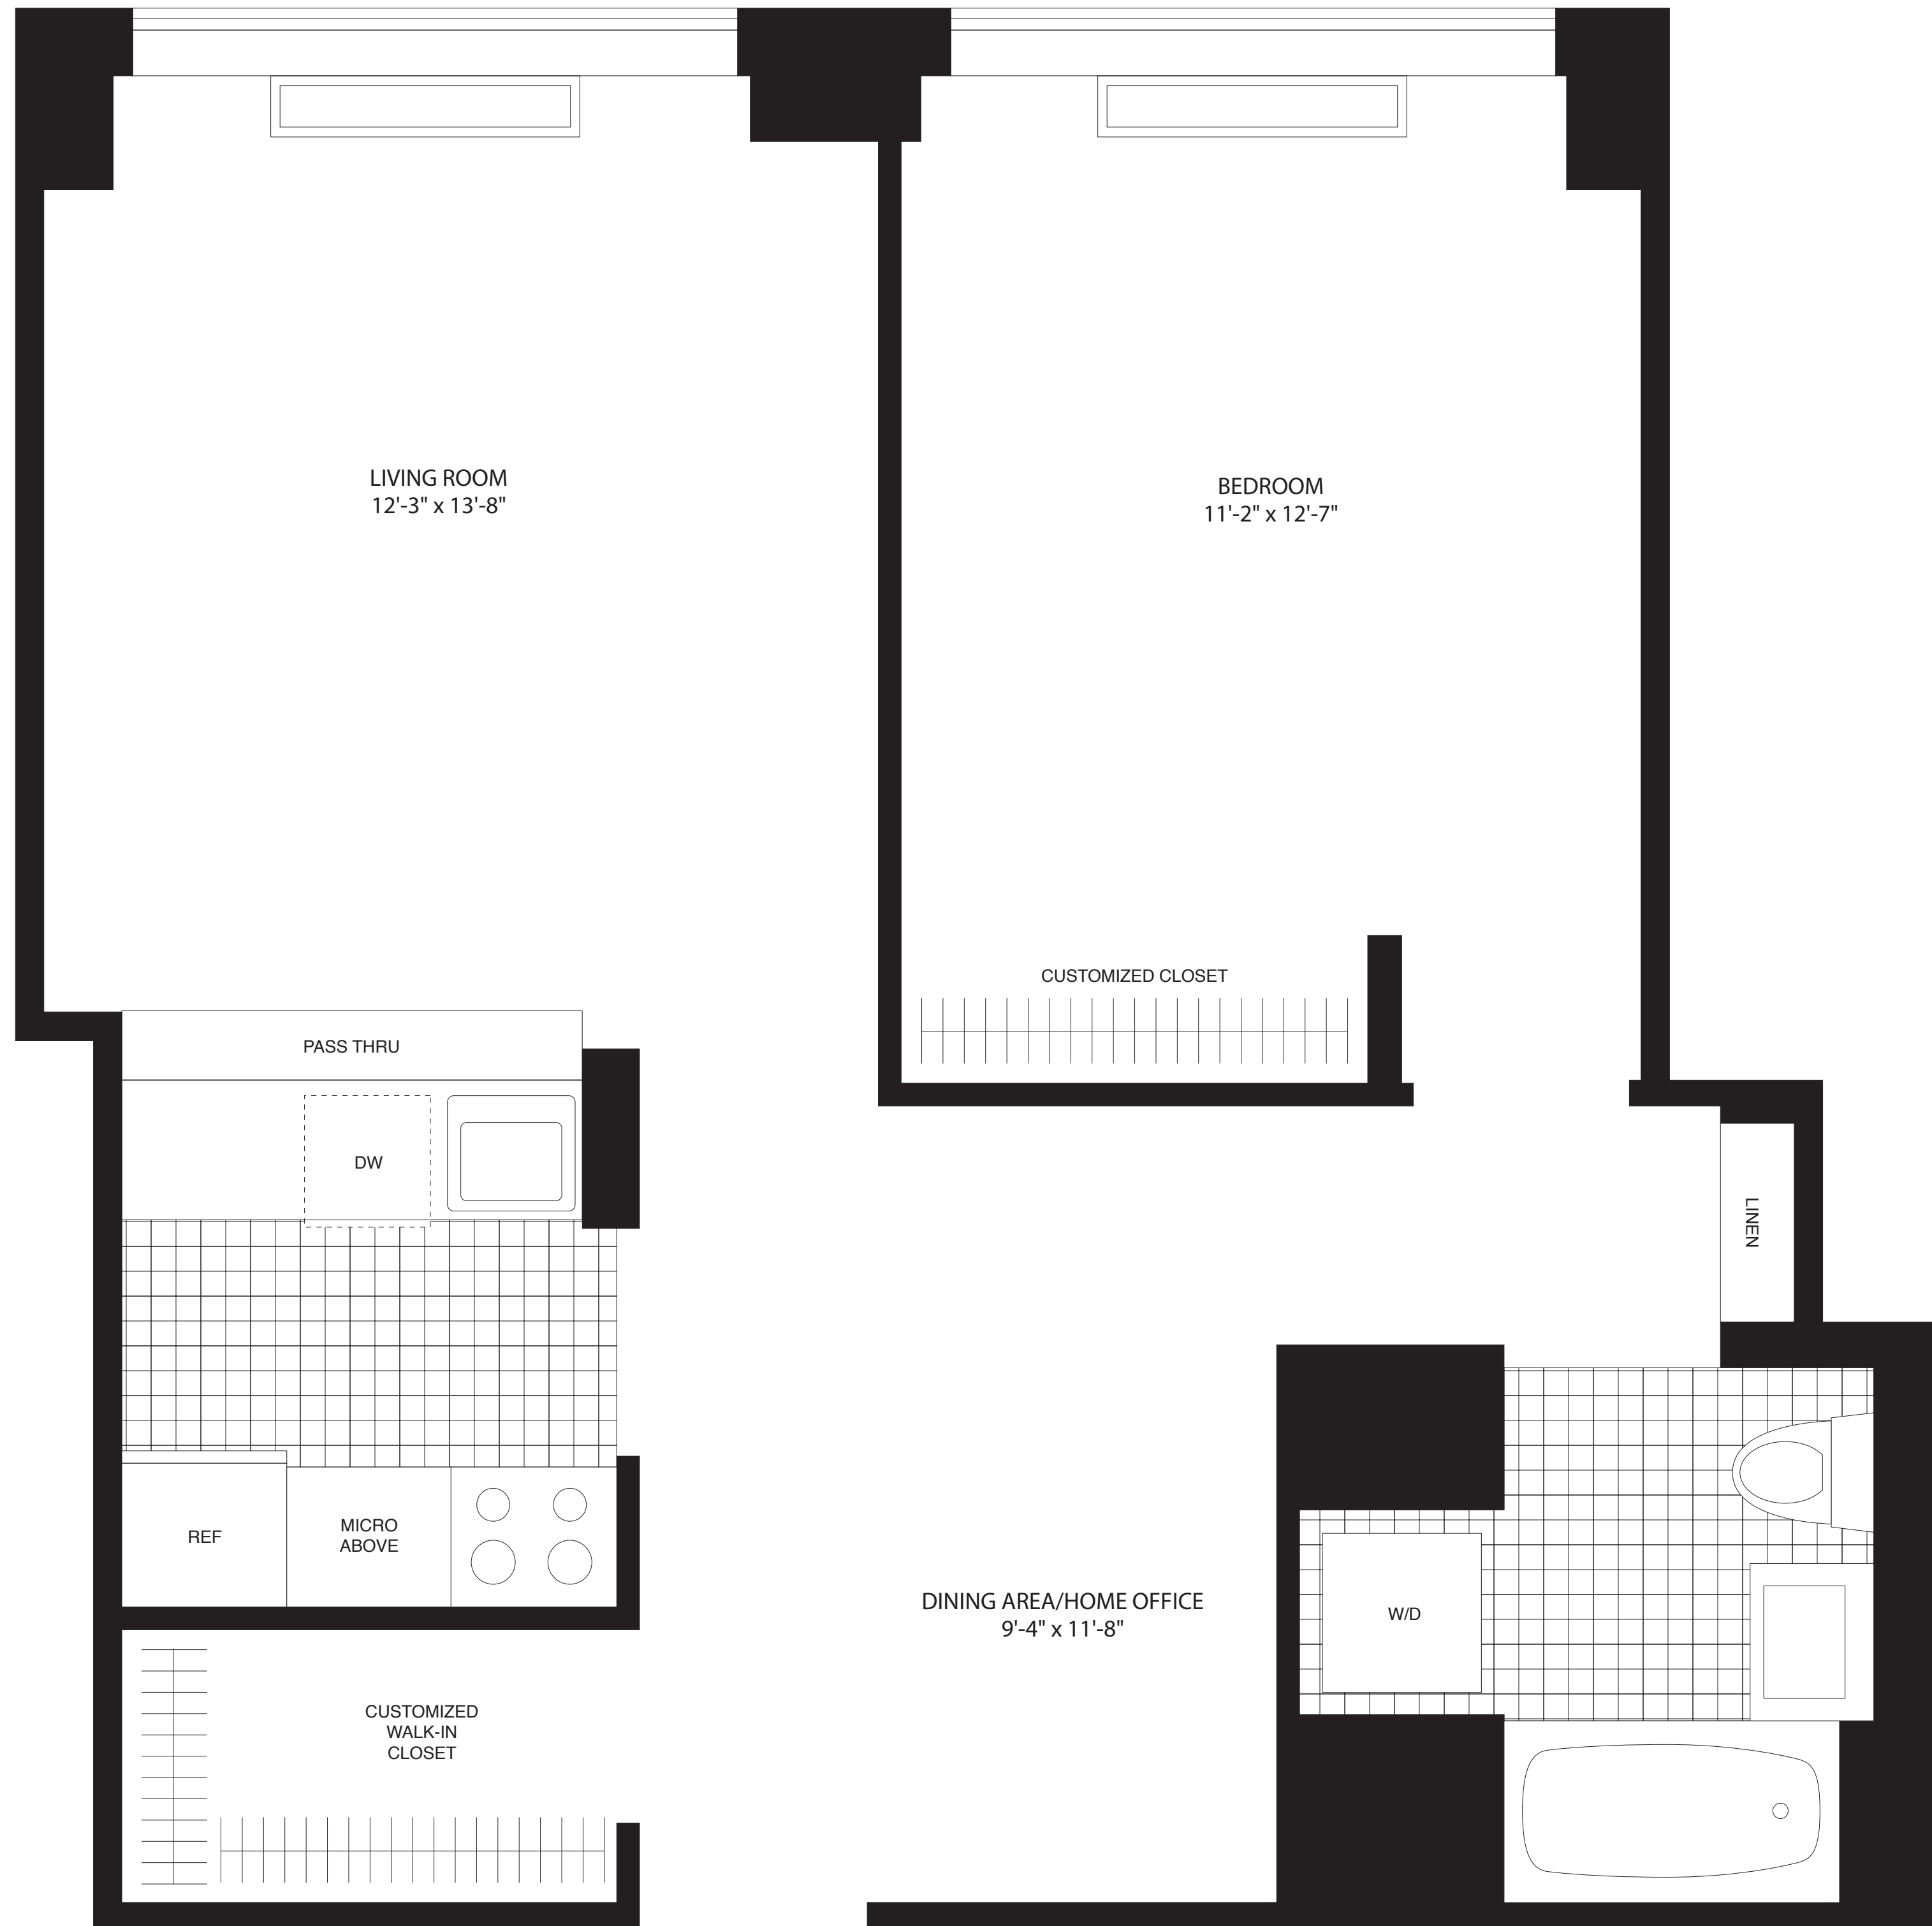 LIVING ROOM
12'-3" x 13'-8"
BEDROOM
11'-2" x 12'-7"
CUSTOMIZED CLOSET
PASS THRU
DW
LINEN
REF
MICRO
ABOVE
DINING AREA/HOME OFFICE
9'-4" x 11'-8"
W/D
CUSTOMIZED
WALK-IN
CLOSET